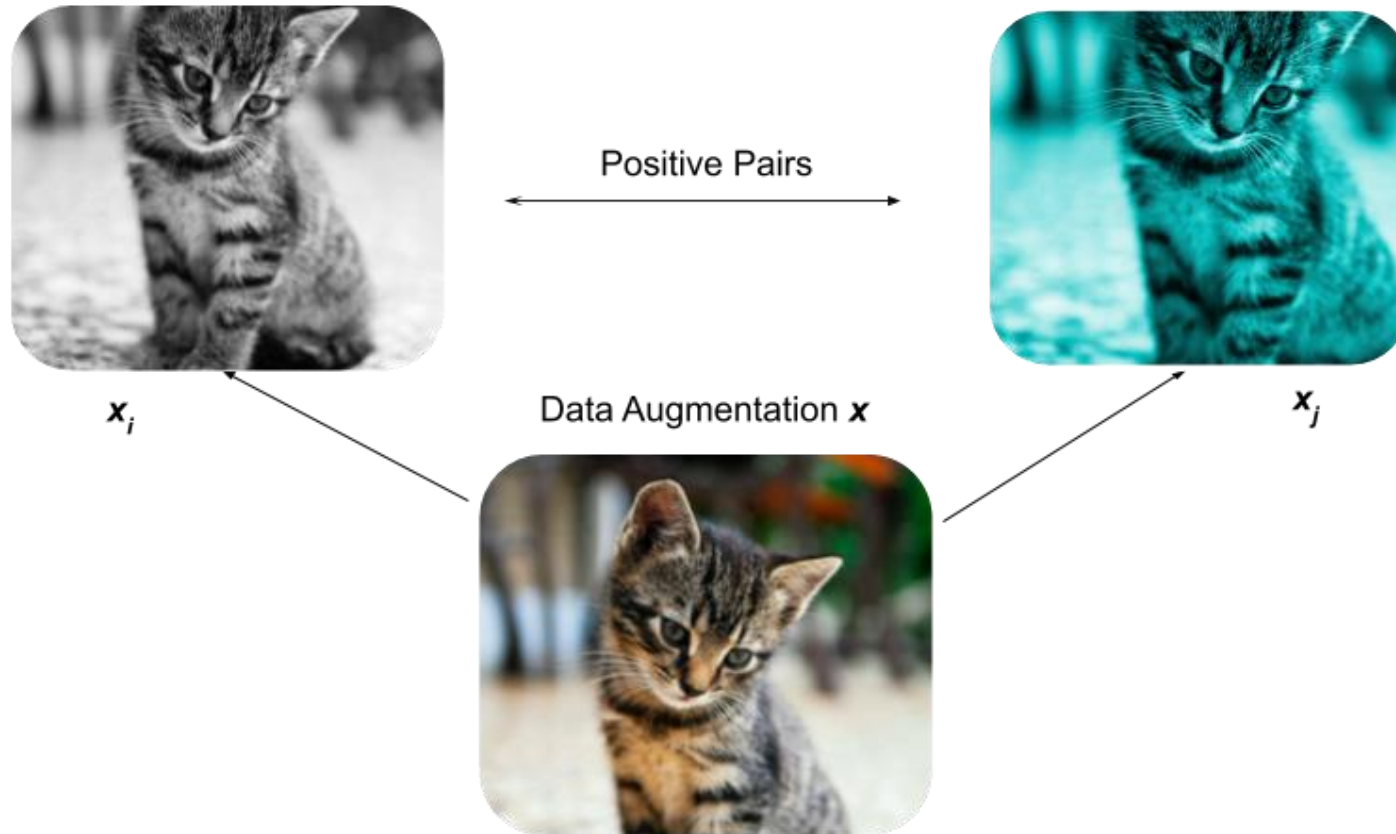 Positive Pairs
x_i
Data Augmentation x
x_j